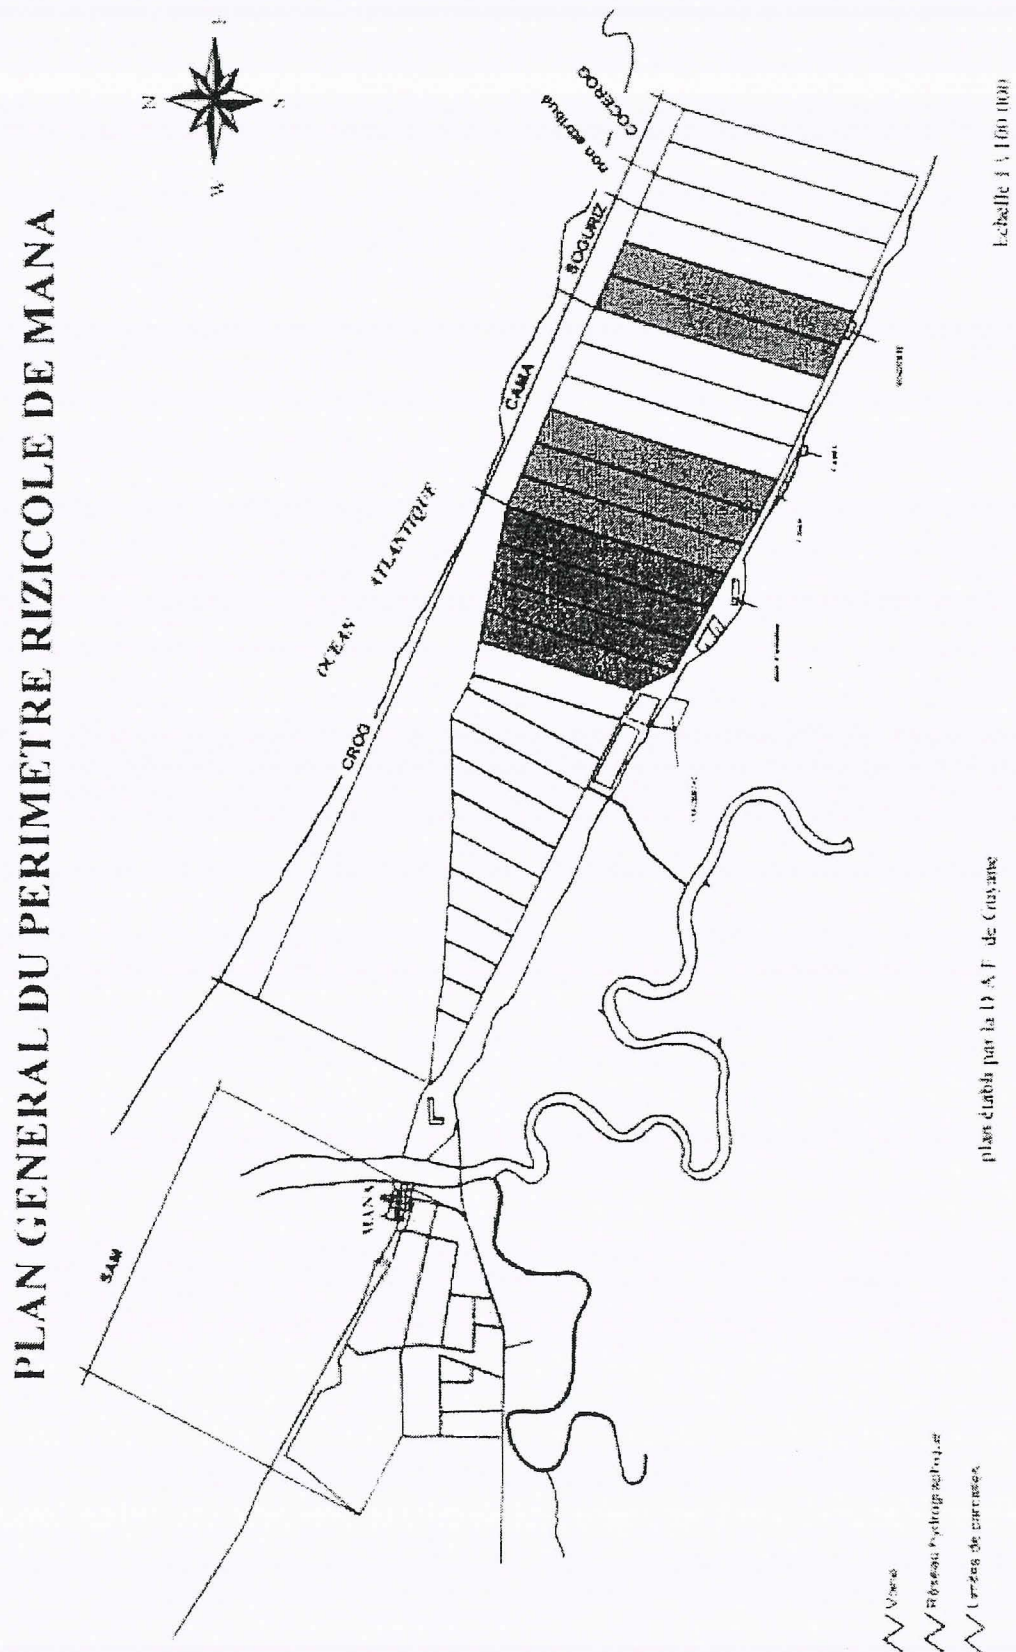 PLAN GENERAL DU PERIMETRE RIZICOLE DE MANA
N
W
S
SAM
MANA
CROG
OCEAN ATLANTIQUE
CAMA
SOGURIZ
non attribué
COCEROG
Voirie
Réseau hydrographique
Limites de parcelles
plan établi par la D.A.F. de Guyane
Echelle 1 \ 100 000